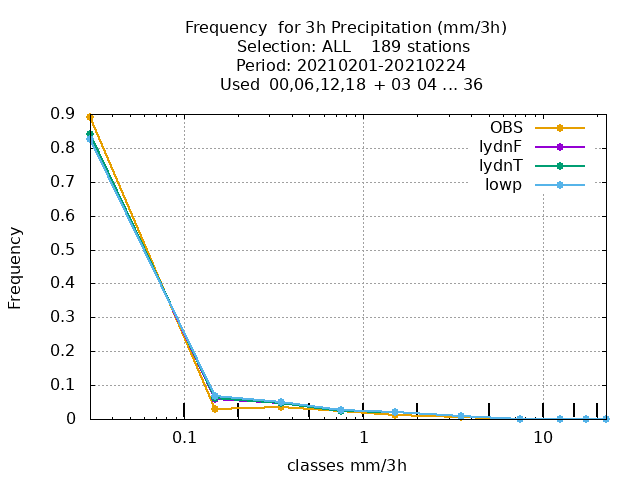 Frequency  for 3h Precipitation (mm/3h)
Selection: ALL    189 stations
Period: 20210201-20210224
Used  00,06,12,18  + 03 04 ... 36
OBS
lydnF
lydnT
lowp
0.9
0.8
0.7
0.6
0.5
0.4
0.3
0.2
0.1
0
Frequency
0.1
1
10
classes mm/3h